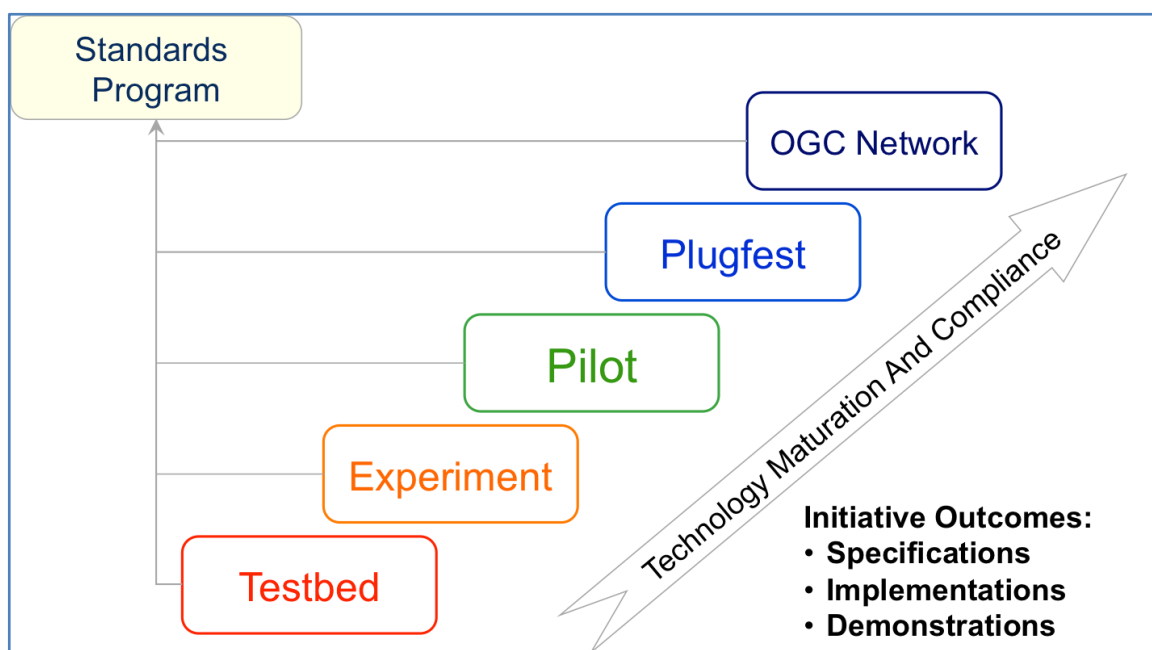 Standards
Program
OGC Network
Plugfest
Pilot
Experiment
Testbed
Technology Maturation And Compliance
Initiative Outcomes:
• Specifications
• Implementations
• Demonstrations